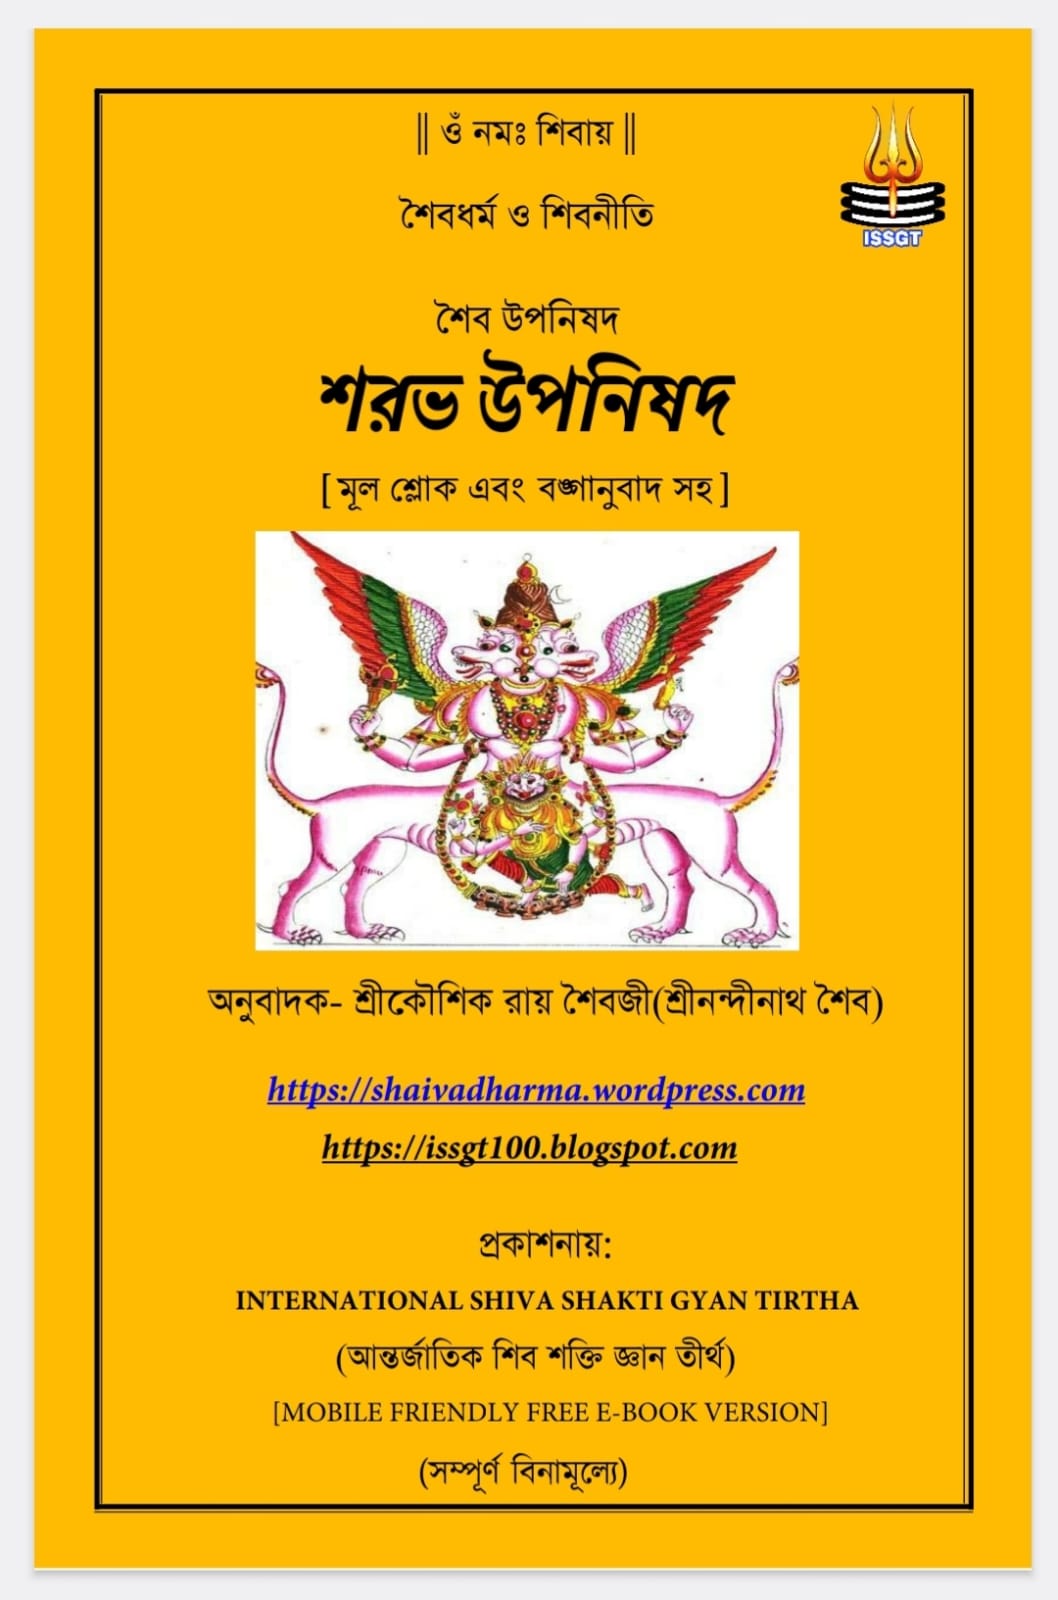 || ওঁ নমঃ শিবায় ||
ISSGT
শৈবধর্ম ও শিবনীতি
শৈব উপনিষদ
শরভ উপনিষদ
[ মূল শ্লোক এবং বঙ্গানুবাদ সহ ]
অনুবাদক- শ্রীকৌশিক রায় শৈবজী(শ্রীনন্দীনাথ শৈব)
https://shaivadharma.wordpress.com
https://issgt100.blogspot.com
প্রকাশনায়:
INTERNATIONAL SHIVA SHAKTI GYAN TIRTHA
(আন্তর্জাতিক শিব শক্তি জ্ঞান তীর্থ)
[MOBILE FRIENDLY FREE E-BOOK VERSION]
(সম্পূর্ণ বিনামূল্যে)